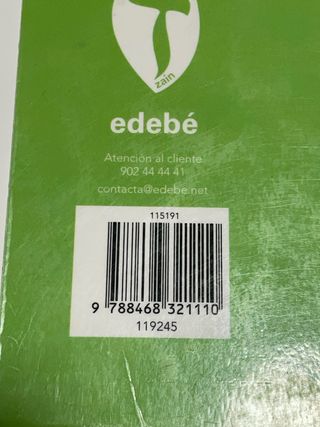 zain
edebé
Atención al cliente
902 44 44 41
contacta@edebe.net
115191
9 788468 321110
119245